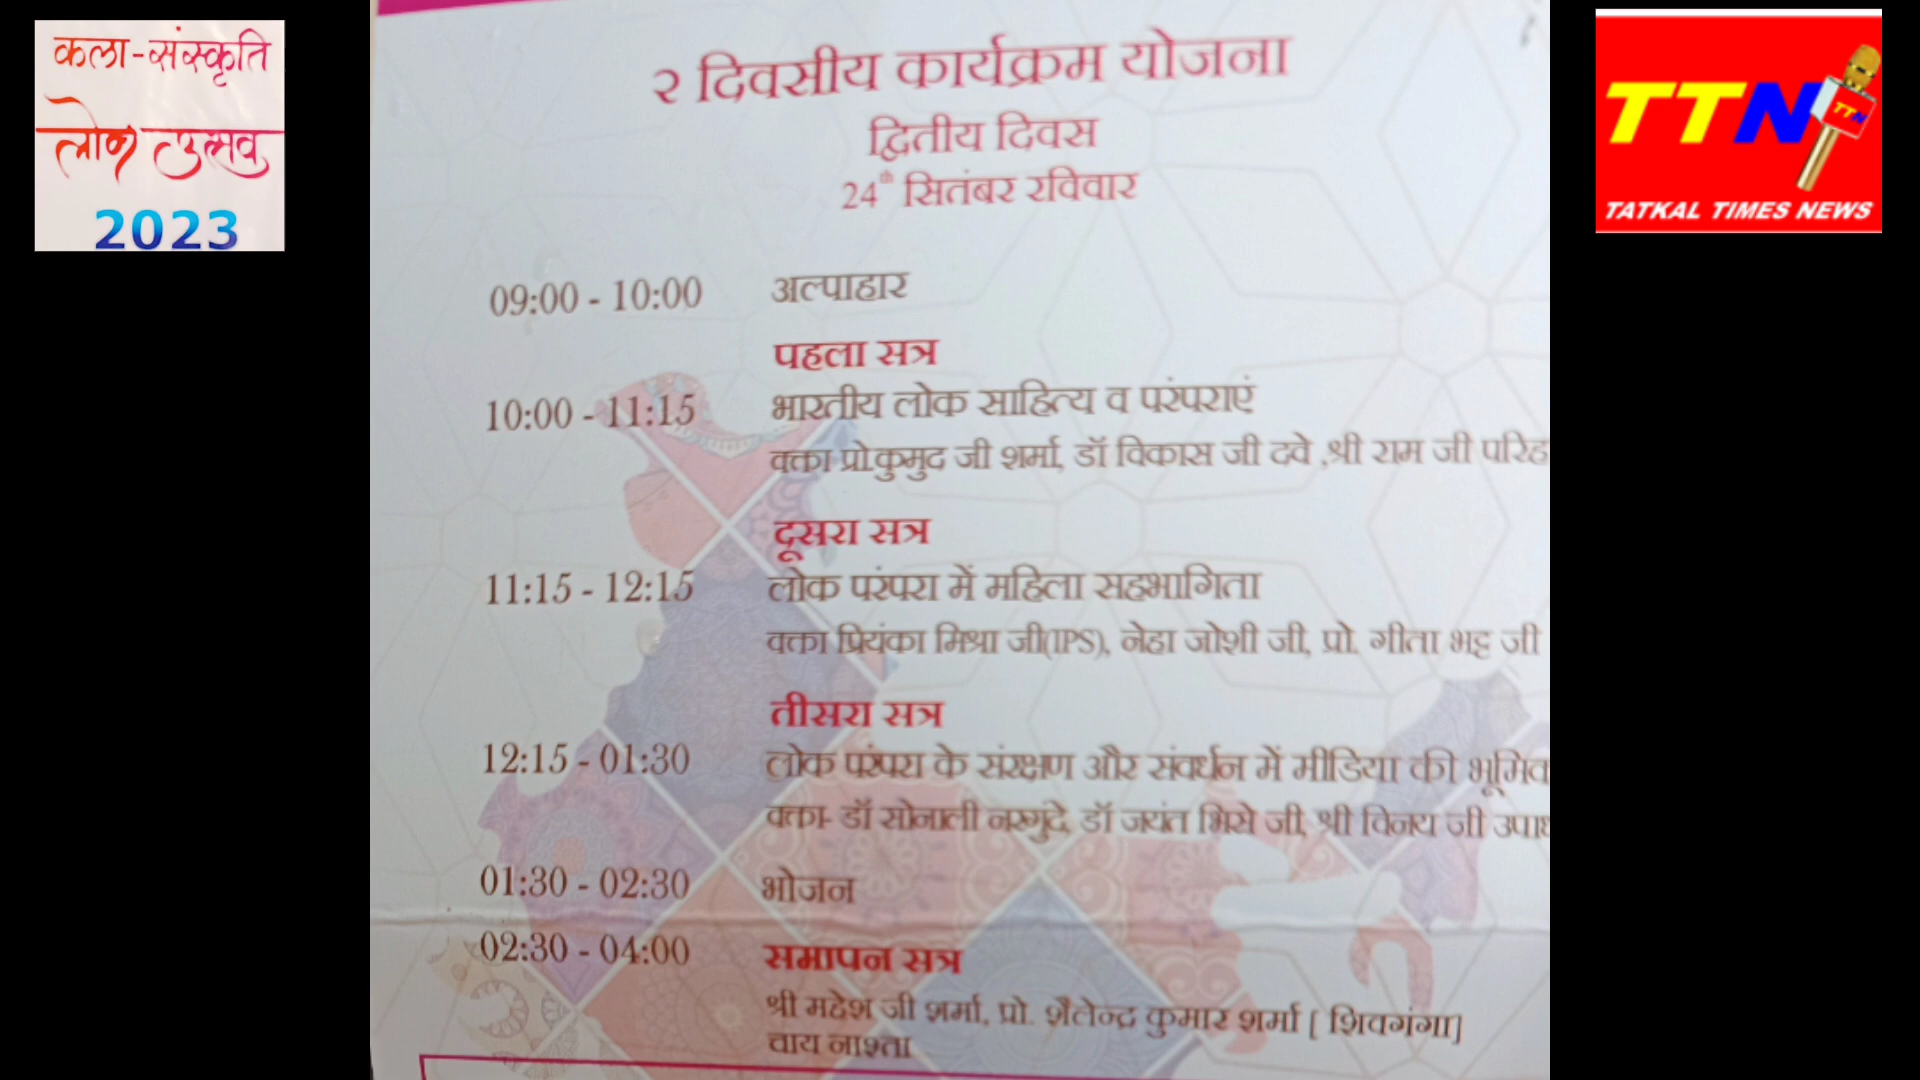 कला-संस्कृति
लोक उत्सव
2023
TTN
TTN
TATKAL TIMES NEWS
२ दिवसीय कार्यक्रम योजना
द्वितीय दिवस
24th सितंबर रविवार
09:00 - 10:00 अल्पाहार
पहला सत्र
10:00 - 11:15 भारतीय लोक साहित्य व परंपराएं
वक्ता प्रो.कुमुद जी शर्मा, डॉ विकास जी दवे ,श्री राम जी परिह
दूसरा सत्र
11:15 - 12:15 लोक परंपरा में महिला सहभागिता
वक्ता प्रियंका मिश्रा जी(IPS), नेहा जोशी जी, प्रो. गीता भट्ट जी
तीसरा सत्र
12:15 - 01:30 लोक परंपरा के संरक्षण और संवर्धन में मीडिया की
वक्ता- डॉ सोनाली नरगुंदे, डॉ जयंत भिसे जी, श्री विनय जी
01:30 - 02:30 भोजन
02:30 - 04:00 समापन सत्र
श्री महेश जी शर्मा, प्रो. शैलेन्द्र कुमार शर्मा [ शिवगंगा]
चाय नाश्ता